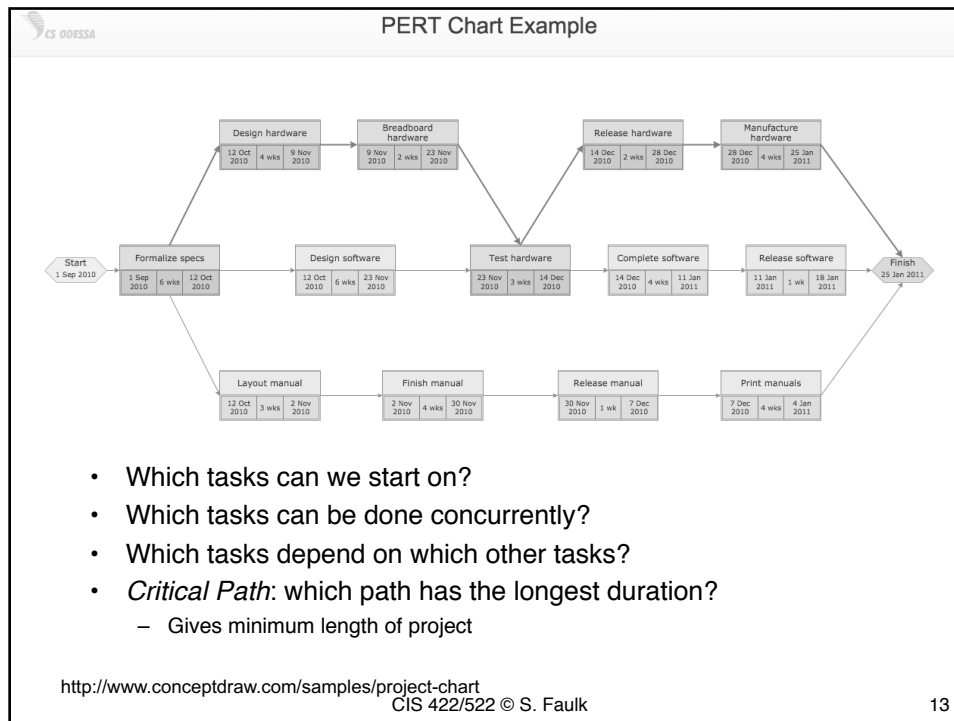 CS ODESSA
PERT Chart Example
Design hardware
12 Oct 2010 4 wks 9 Nov 2010
Breadboard
hardware
9 Nov 2010 2 wks 23 Nov 2010
Release hardware
14 Dec 2010 2 wks 28 Dec 2010
Manufacture
hardware
28 Dec 2010 4 wks 25 Jan 2011
Start
1 Sep 2010
Formalize specs
1 Sep 2010 6 wks 12 Oct 2010
Design software
12 Oct 2010 6 wks 23 Nov 2010
Test hardware
23 Nov 2010 3 wks 14 Dec 2010
Complete software
14 Dec 2010 4 wks 11 Jan 2011
Release software
11 Jan 2011 1 wk 18 Jan 2011
Finish
25 Jan 2011
Layout manual
12 Oct 2010 3 wks 2 Nov 2010
Finish manual
2 Nov 2010 4 wks 30 Nov 2010
Release manual
30 Nov 2010 1 wk 7 Dec 2010
Print manuals
7 Dec 2010 4 wks 4 Jan 2011
• Which tasks can we start on?
• Which tasks can be done concurrently?
• Which tasks depend on which other tasks?
• Critical Path: which path has the longest duration?
– Gives minimum length of project
http://www.conceptdraw.com/samples/project-chart
CIS 422/522 © S. Faulk
13